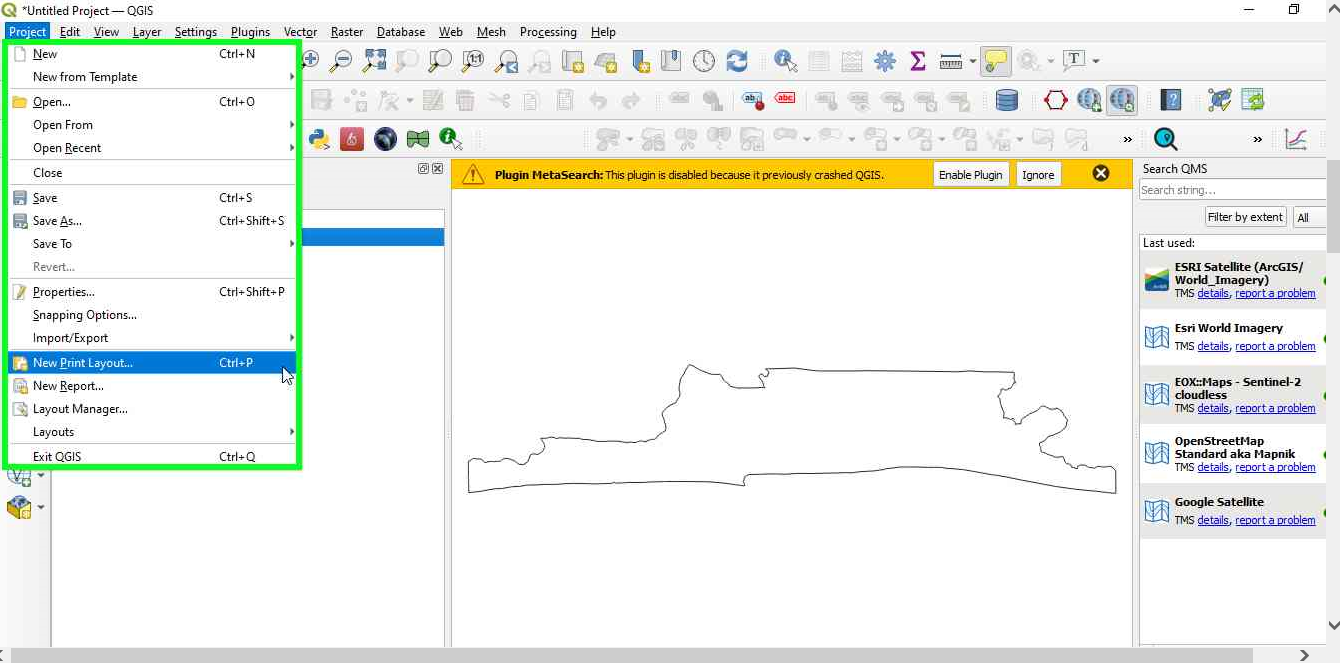 *Untitled Project — QGIS
Project Edit View Layer Settings Plugins Vector Raster Database Web Mesh Processing Help
New Ctrl+N
New from Template
Open... Ctrl+O
Open From
Open Recent
Close
Save Ctrl+S
Save As... Ctrl+Shift+S
Save To
Revert...
Properties... Ctrl+Shift+P
Snapping Options...
Import/Export
New Print Layout... Ctrl+P
New Report...
Layout Manager...
Layouts
Exit QGIS Ctrl+Q
Plugin MetaSearch: This plugin is disabled because it previously crashed QGIS. Enable Plugin Ignore
Search QMS
Search string...
Filter by extent All
Last used:
ESRI Satellite (ArcGIS/
World_Imagery)
TMS details, report a problem
Esri World Imagery
TMS details, report a problem
EOX::Maps - Sentinel-2
cloudless
TMS details, report a problem
OpenStreetMap
Standard aka Mapnik
TMS details, report a problem
Google Satellite
TMS details, report a problem